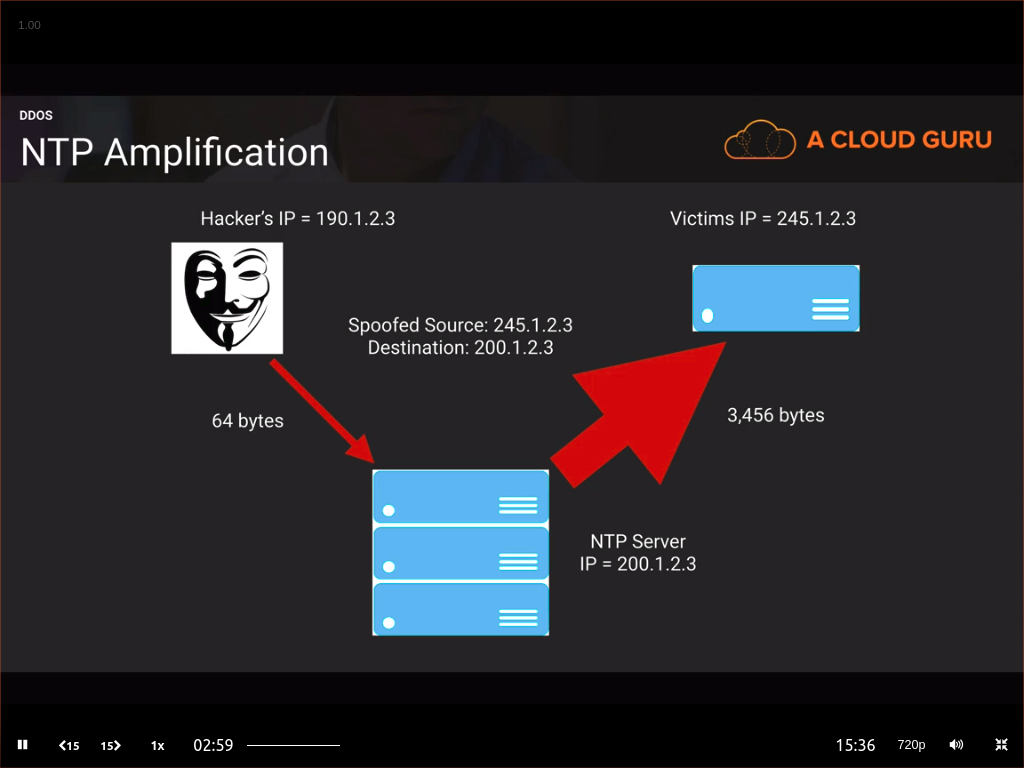 1.00
DDOS
NTP Amplification
A CLOUD GURU
Hacker’s IP = 190.1.2.3
Victims IP = 245.1.2.3
Spoofed Source: 245.1.2.3
Destination: 200.1.2.3
64 bytes
3,456 bytes
NTP Server
IP = 200.1.2.3
15
15
1x
02:59
15:36
720p